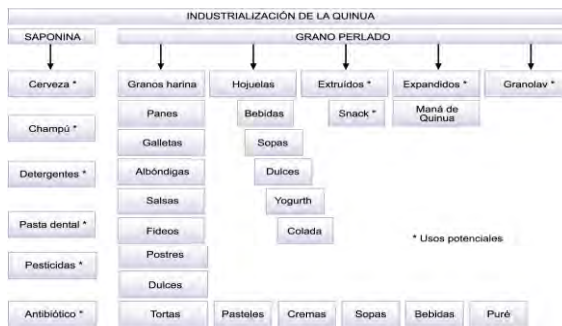 INDUSTRIALIZACIÓN DE LA QUINUA
SAPONINA
GRANO PERLADO
Cerveza *
Granos harina
Hojuelas
Extruidos *
Expandidos *
Granolav *
Champú *
Panes
Bebidas
Snack *
Maná de
Quinua
Galletas
Sopas
Detergentes *
Albóndigas
Dulces
Salsas
Yogurth
Pasta dental *
Fideos
Colada
* Usos potenciales
Pesticidas *
Postres
Dulces
Antibiótico *
Tortas
Pasteles
Cremas
Sopas
Bebidas
Puré